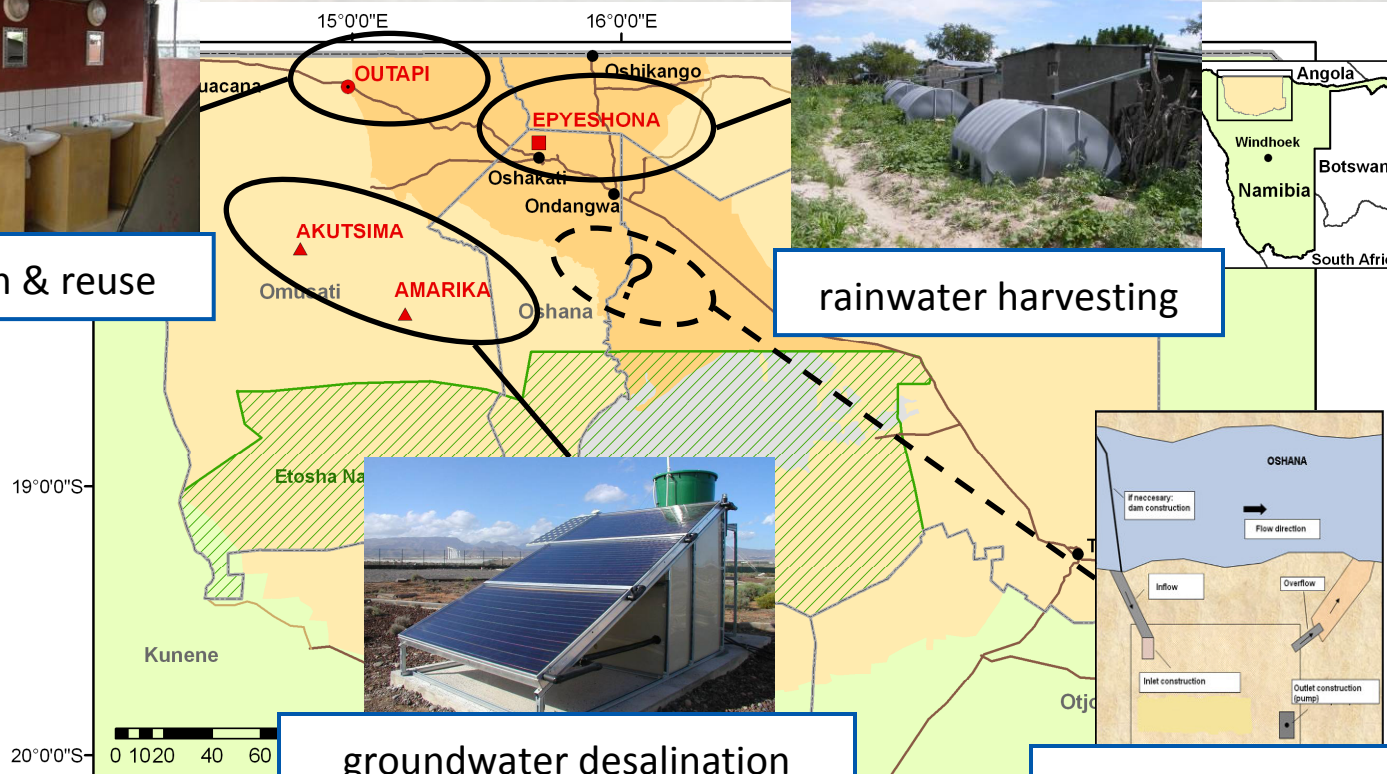 15°0'0"E
16°0'0"E
uacana
OUTAPI
Oshikango
EPYESHONA
Oshakati
Ondangwa
AKUTSIMA
AMARIKA
Omusati
Oshana
?
Angola
Windhoek
Botswan
Namibia
South Afric
n & reuse
rainwater harvesting
19°0'0"S
Etosha Na
OSHANA
if neccesary:
dam construction
Flow direction
Inflow
Overflow
Inlet construction
Outlet construction
(pump)
T
Kunene
Otjo
0 10 20 40 60
20°0'0"S
groundwater desalination